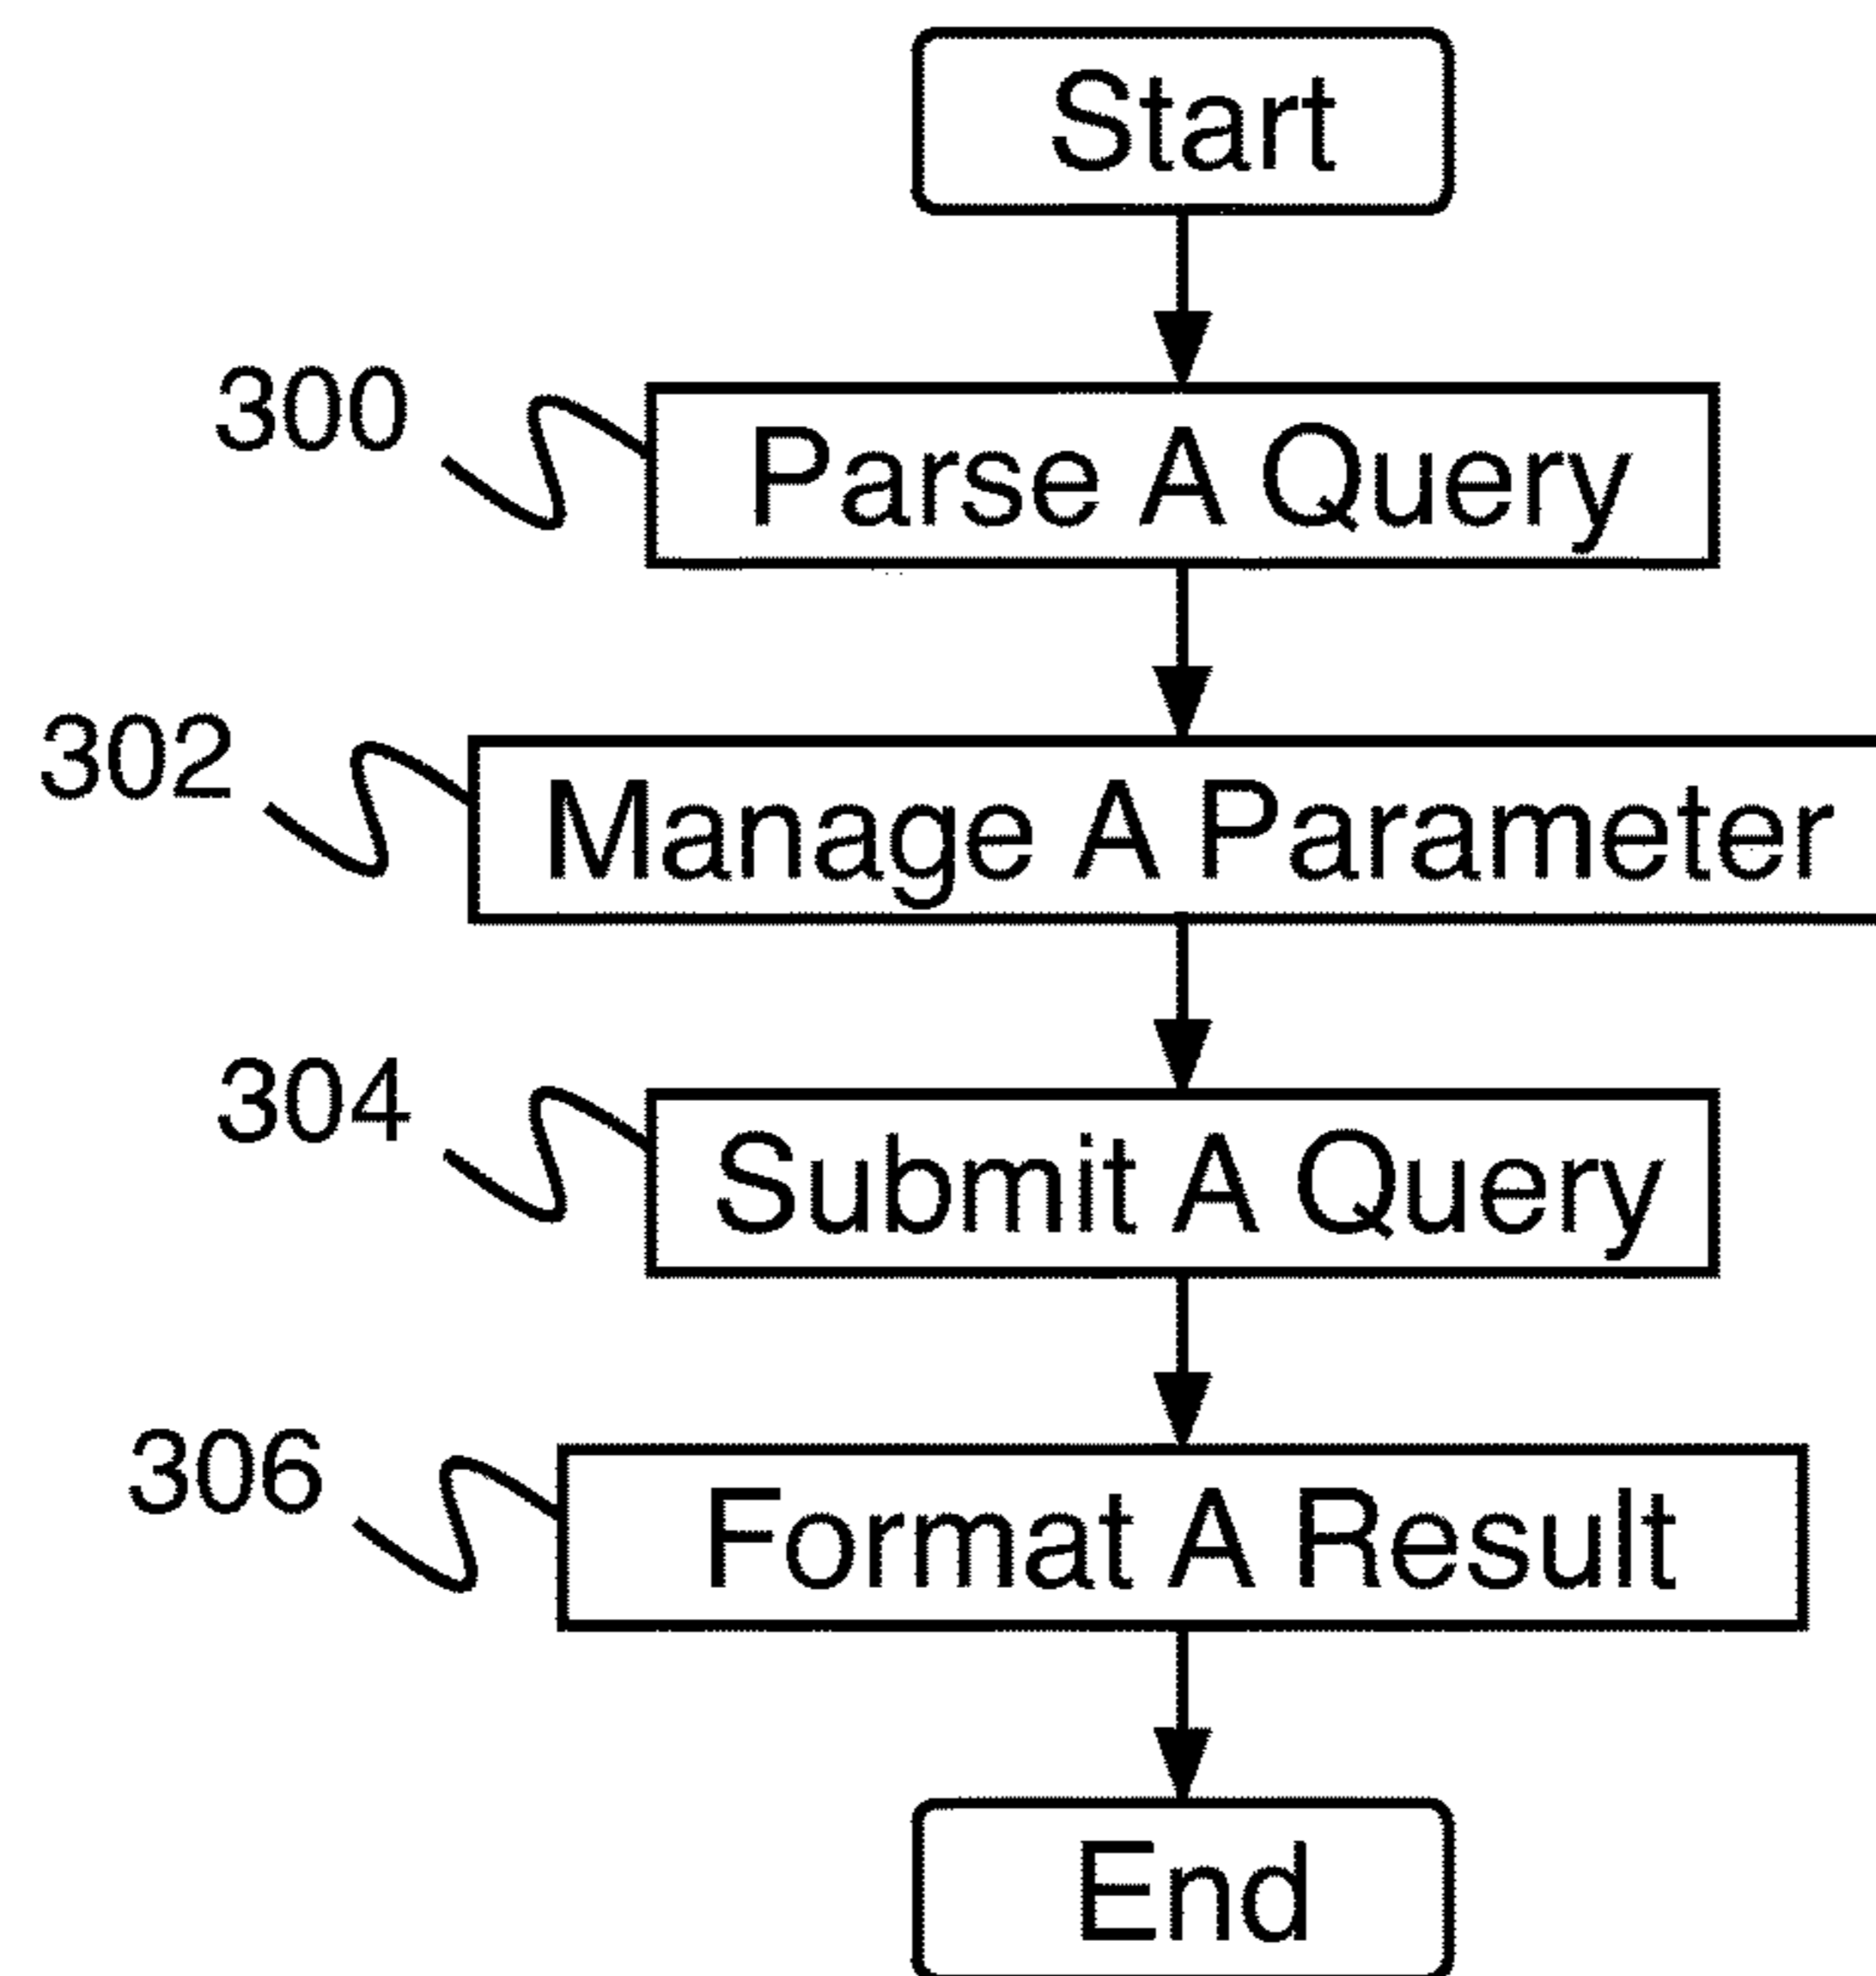 Start
300
Parse A Query
302
Manage A Parameter
304
Submit A Query
306
Format A Result
End